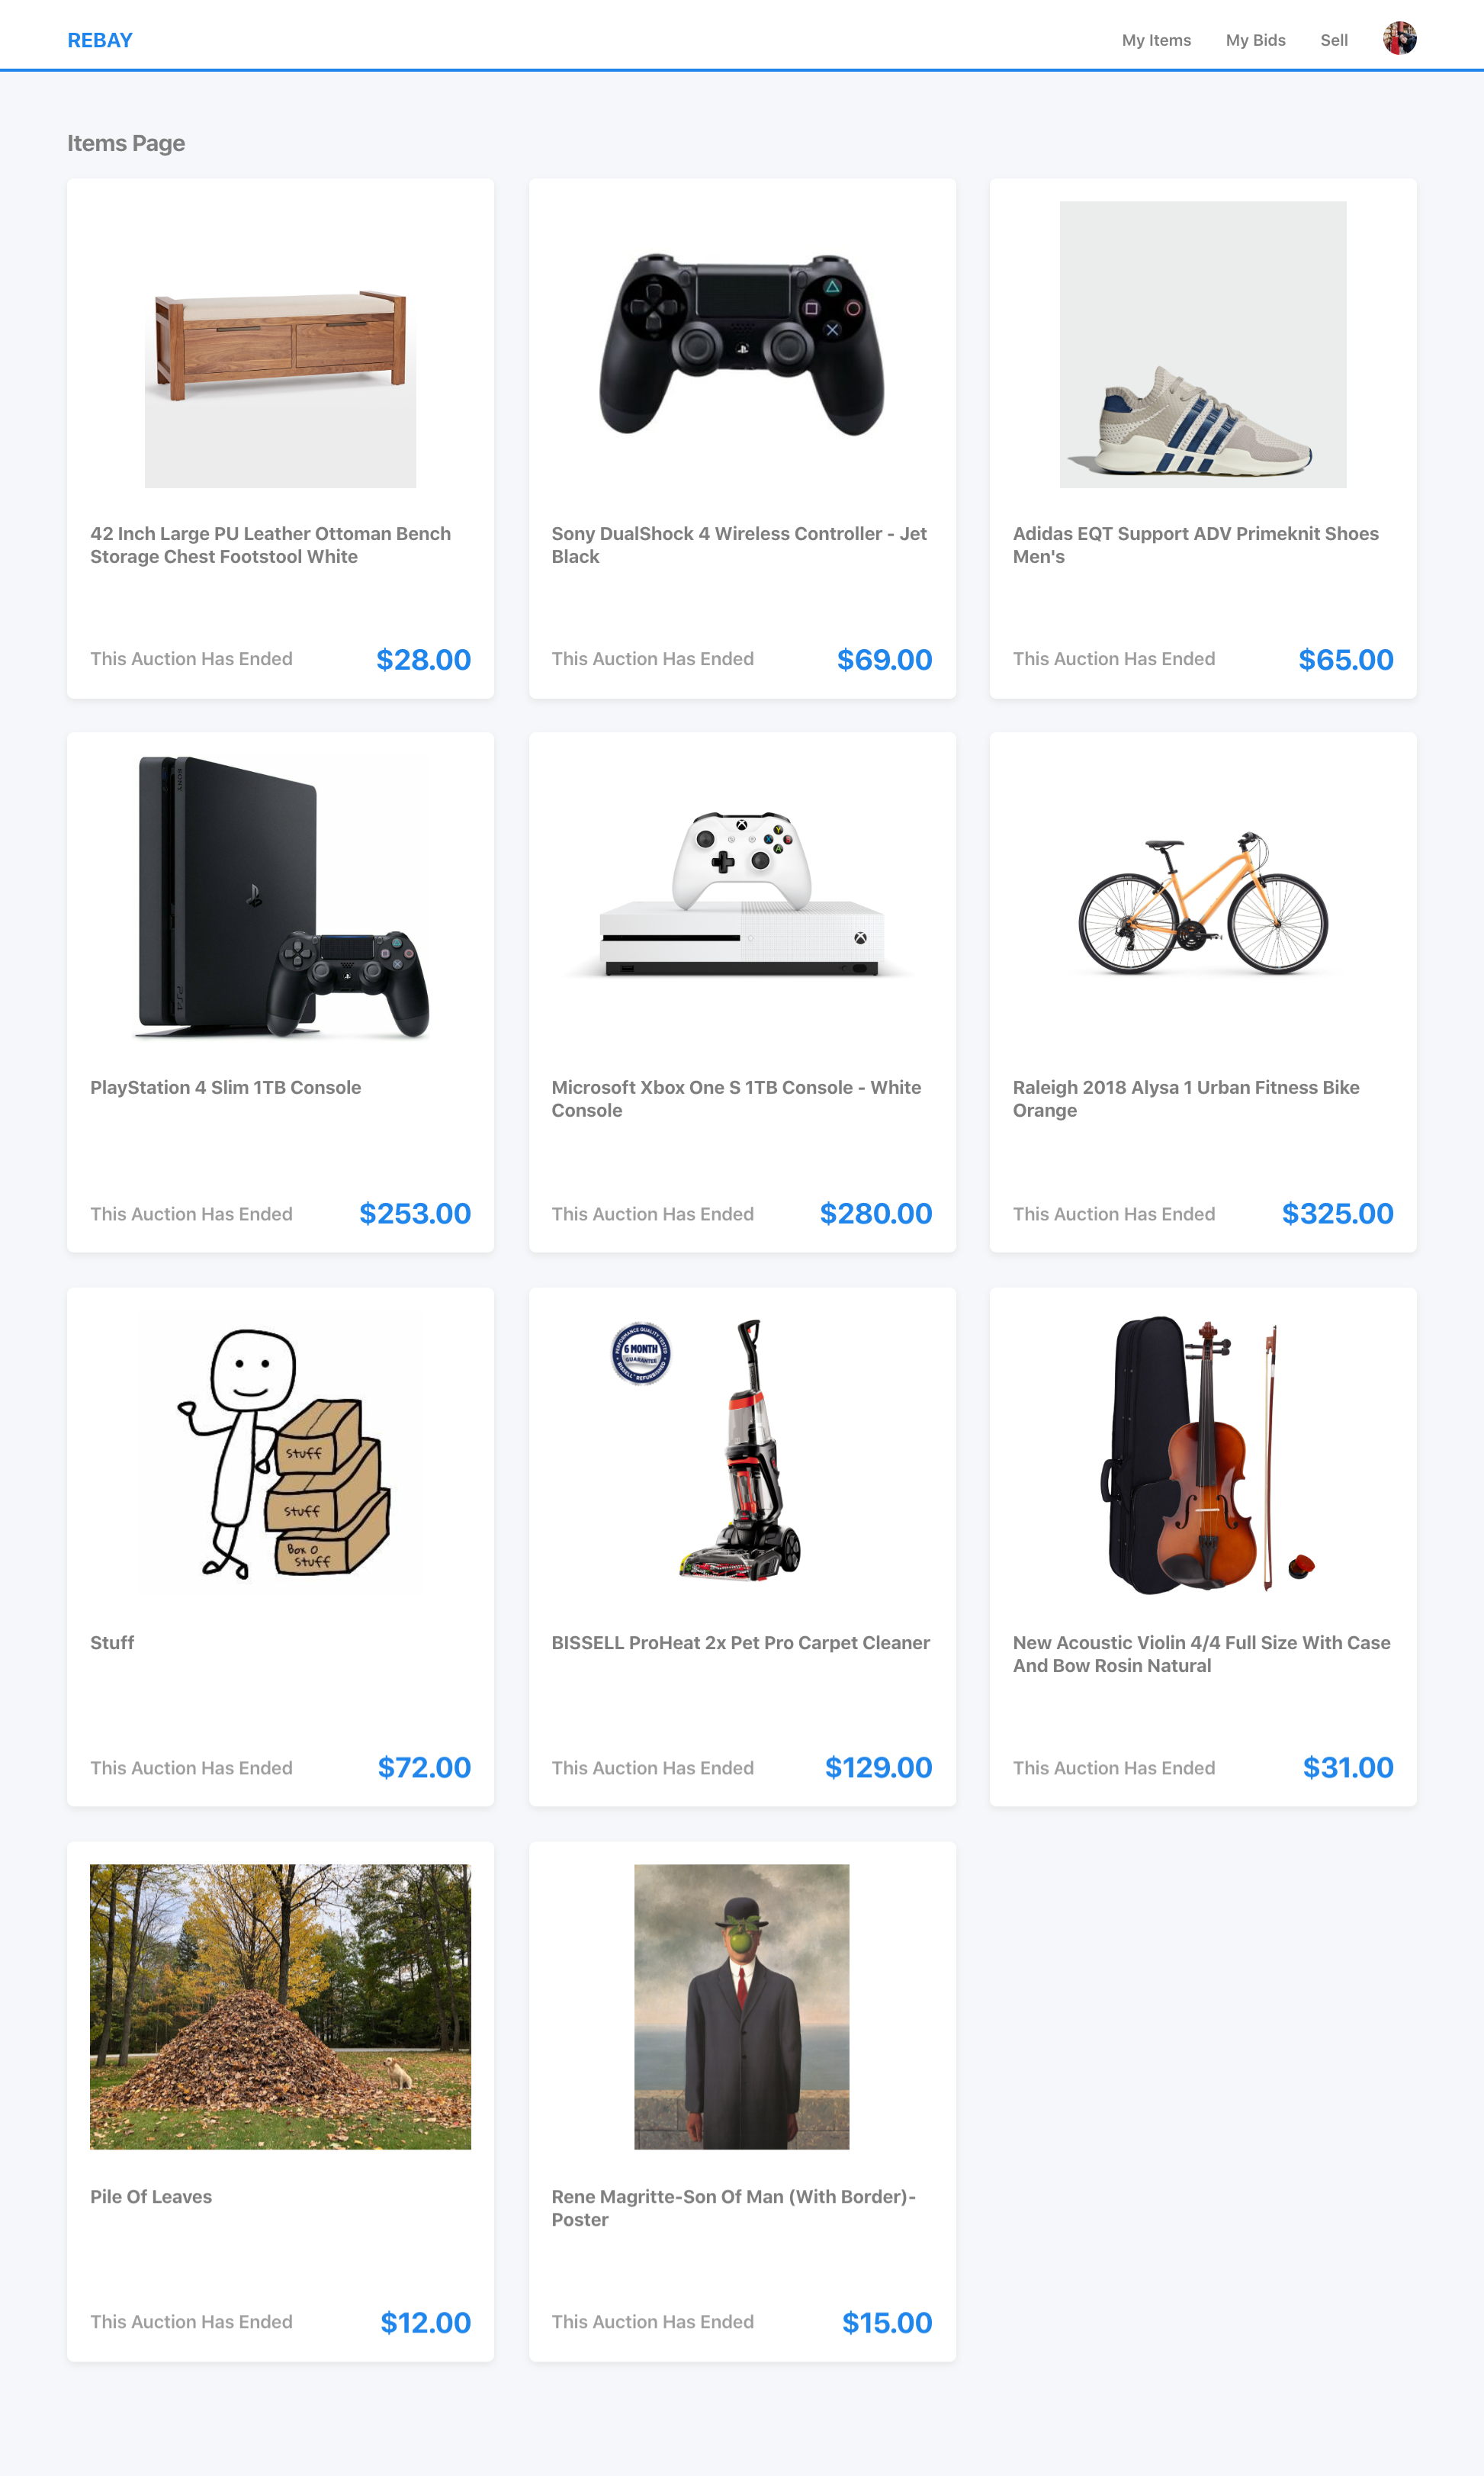 REBAY
My Items
My Bids
Sell
Items Page
42 Inch Large PU Leather Ottoman Bench
Storage Chest Footstool White
This Auction Has Ended
$28.00
Sony DualShock 4 Wireless Controller - Jet
Black
This Auction Has Ended
$69.00
Adidas EQT Support ADV Primeknit Shoes
Men's
This Auction Has Ended
$65.00
SONY
PS4
PlayStation 4 Slim 1TB Console
This Auction Has Ended
$253.00
Microsoft Xbox One S 1TB Console - White
Console
This Auction Has Ended
$280.00
Raleigh 2018 Alysa 1 Urban Fitness Bike
Orange
This Auction Has Ended
$325.00
stuff
stuff
Box o
stuff
Stuff
This Auction Has Ended
$72.00
PERFORMANCE QUALITY TESTED
6 MONTH
GUARANTEE
BISSELL REFURBISHED
BISSELL ProHeat 2x Pet Pro Carpet Cleaner
This Auction Has Ended
$129.00
New Acoustic Violin 4/4 Full Size With Case
And Bow Rosin Natural
This Auction Has Ended
$31.00
Pile Of Leaves
This Auction Has Ended
$12.00
Rene Magritte-Son Of Man (With Border)-
Poster
This Auction Has Ended
$15.00